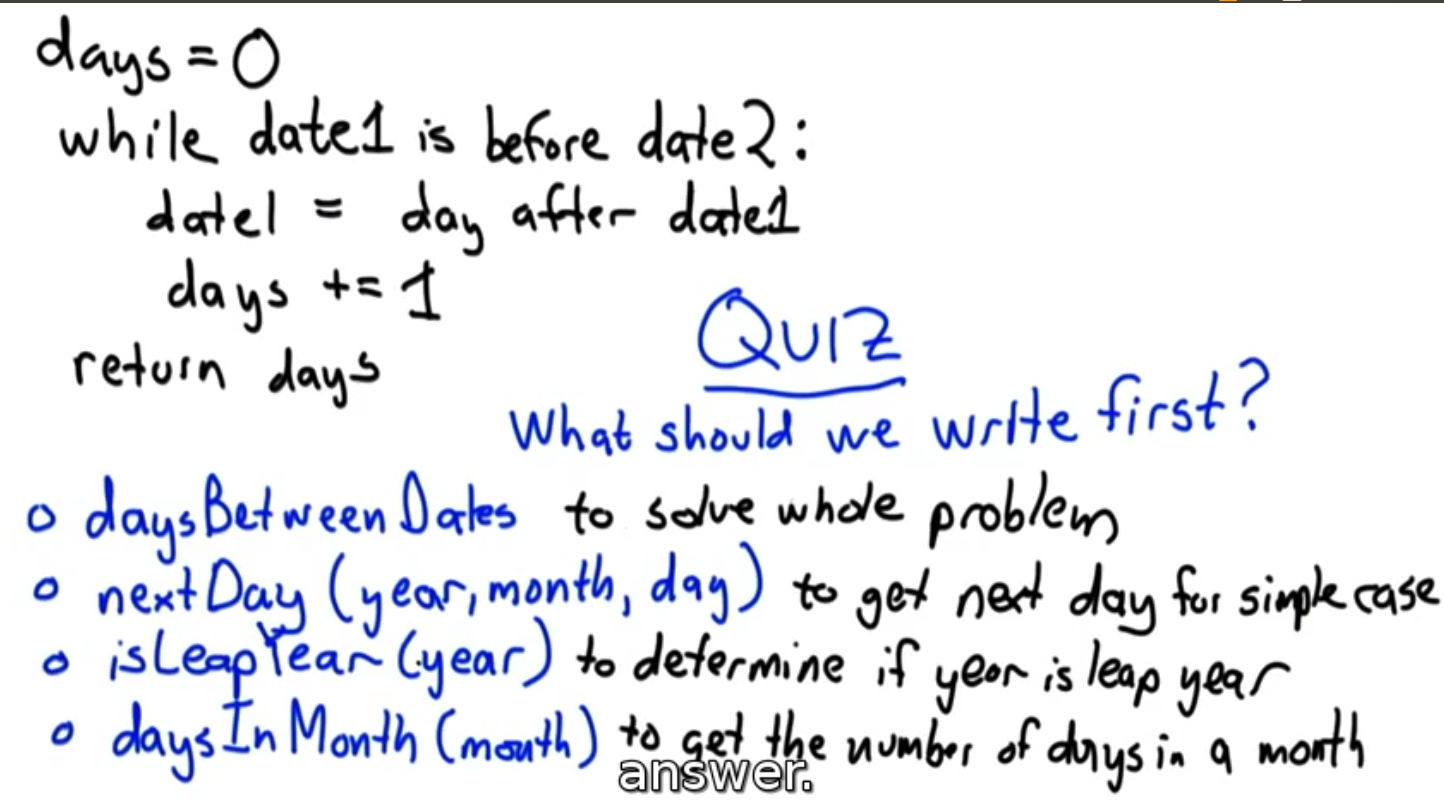 days = 0
while date1 is before date2:
date1 = day after date1
days += 1
return days
QUIZ
What should we write first?
o daysBetweenDates to solve whole problem
o nextDay (year, month, day) to get next day for simple case
o isLeapYear (year) to determine if year is leap year
o daysInMonth (month) to get the number of days in a month
answer.